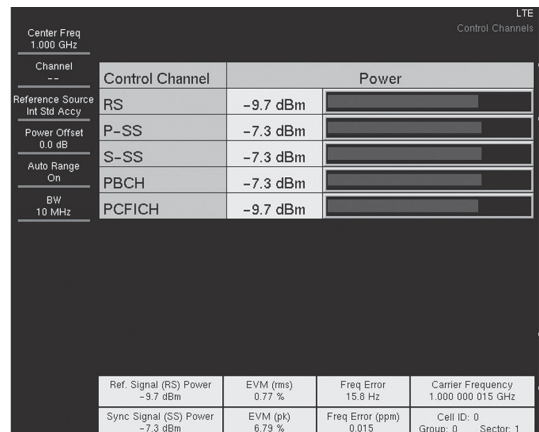 LTE
Control Channels
Center Freq
1.000 GHz
Channel
--
Reference Source
Int Std Accy
Power Offset
0.0 dB
Auto Range
On
BW
10 MHz
Control Channel Power
RS -9.7 dBm
P-SS -7.3 dBm
S-SS -7.3 dBm
PBCH -7.3 dBm
PCFICH -9.7 dBm
Ref. Signal (RS) Power EVM (rms) Freq Error Carrier Frequency
-9.7 dBm 0.77 % 15.8 Hz 1.000 000 015 GHz
Sync Signal (SS) Power EVM (pk) Freq Error (ppm) Cell ID: 0
-7.3 dBm 6.79 % 0.015 Group: 0 Sector: 1